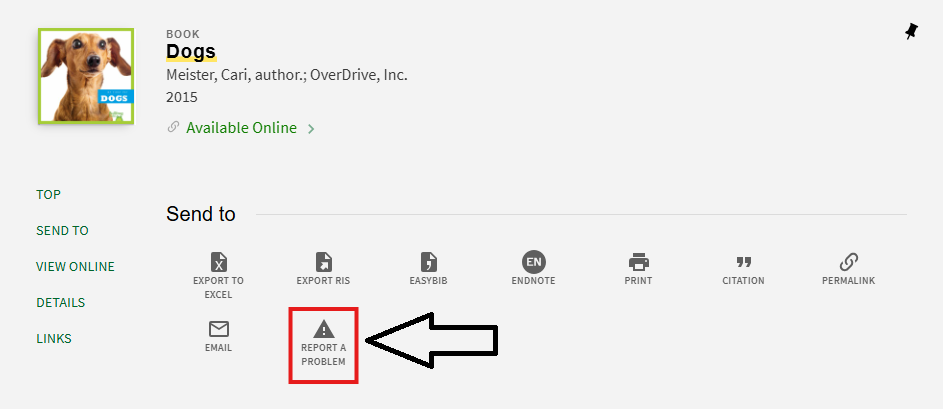 BOOK
Dogs
Meister, Cari, author.; OverDrive, Inc.
2015
Available Online
DOGS
TOP
SEND TO
VIEW ONLINE
DETAILS
LINKS
Send to
EXPORT TO
EXCEL
EXPORT RIS
EASYBIB
EN
ENDNOTE
PRINT
CITATION
PERMALINK
EMAIL
REPORT A
PROBLEM